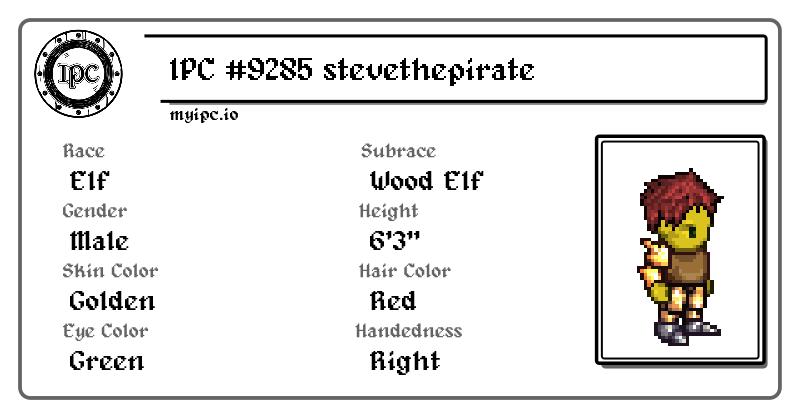 IPC
IPC #9285 stevethepirate
myipc.io
Race
Elf
Subrace
Wood Elf
Gender
Male
Height
6'3"
Skin Color
Golden
Hair Color
Red
Eye Color
Green
Handedness
Right